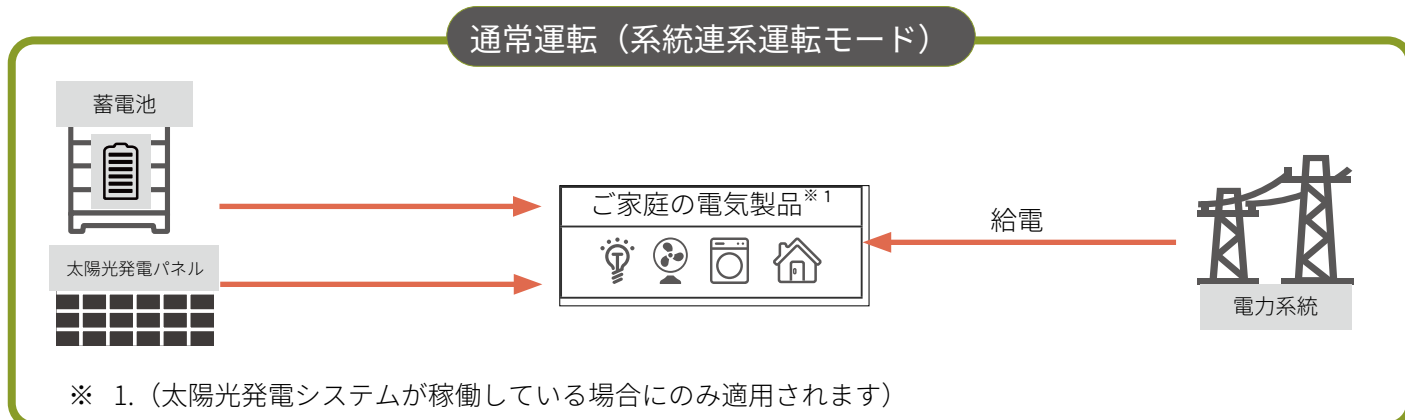 通常運転（系統連系運転モード）
蓄電池
太陽光発電パネル
ご家庭の電気製品※1
給電
電力系統
※ 1.（太陽光発電システムが稼働している場合にのみ適用されます）